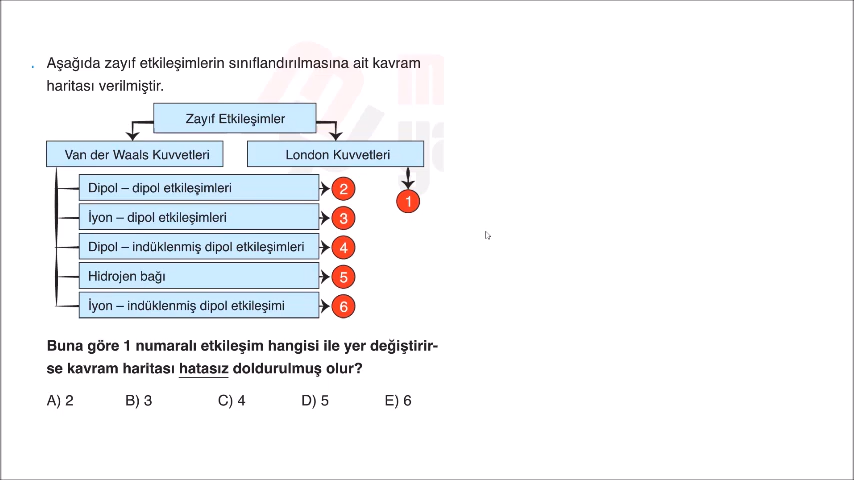 Aşağıda zayıf etkileşimlerin sınıflandırılmasına ait kavram
haritası verilmiştir.
Zayıf Etkileşimler
Van der Waals Kuvvetleri
London Kuvvetleri
Dipol – dipol etkileşimleri
2
1
İyon – dipol etkileşimleri
3
Dipol – indüklenmiş dipol etkileşimleri
4
Hidrojen bağı
5
İyon – indüklenmiş dipol etkileşimi
6
Buna göre 1 numaralı etkileşim hangisi ile yer değiştirir-
se kavram haritası hatasız doldurulmuş olur?
A) 2 B) 3 C) 4 D) 5 E) 6